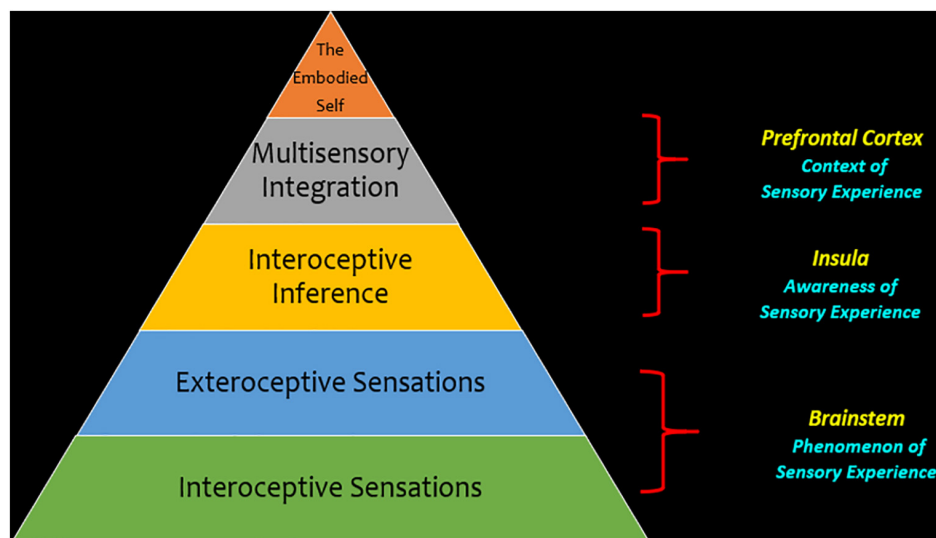 The
Embodied
Self
Multisensory
Integration
Interoceptive
Inference
Exteroceptive Sensations
Interoceptive Sensations
Prefrontal Cortex
Context of
Sensory Experience
Insula
Awareness of
Sensory Experience
Brainstem
Phenomenon of
Sensory Experience